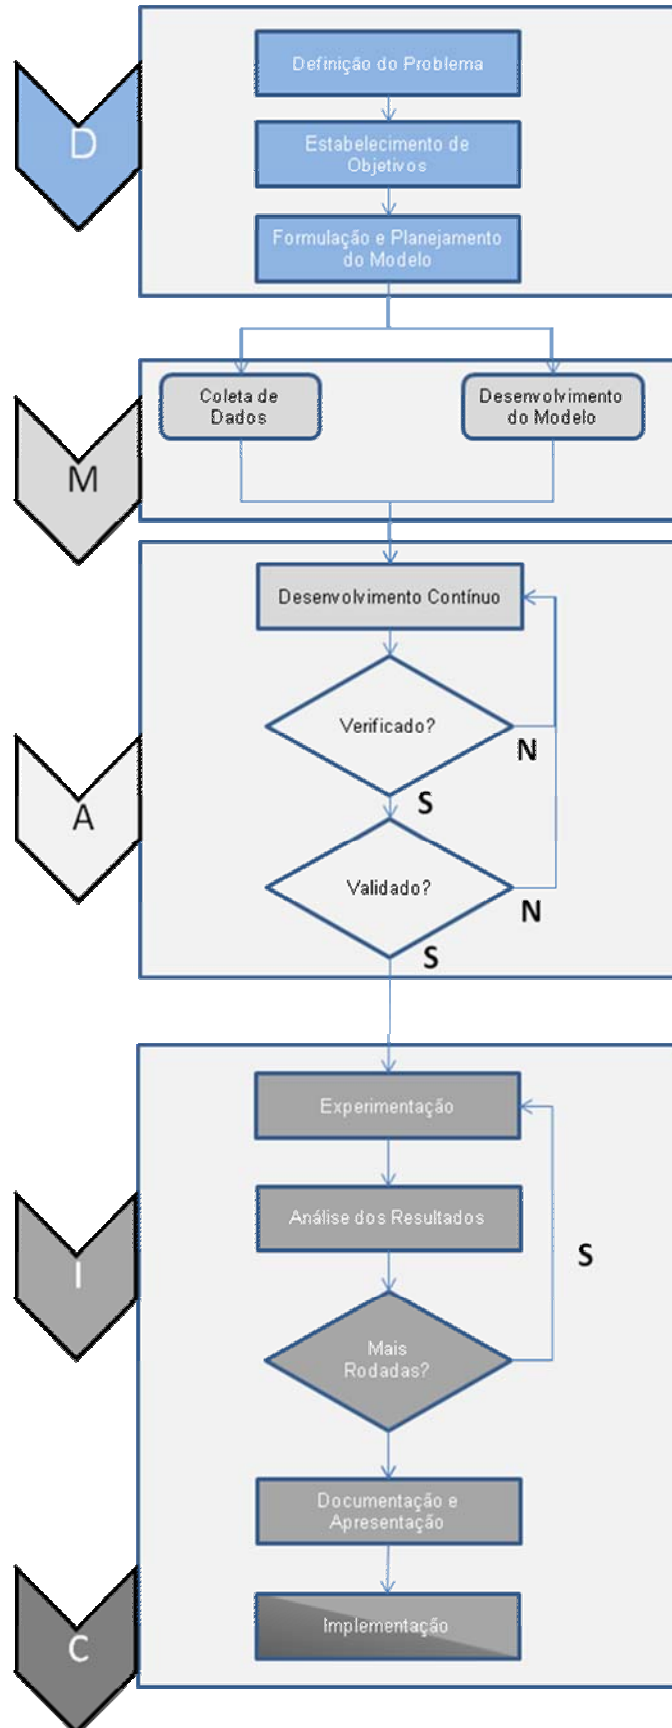 Definição do Problema
D
Estabelecimento de
Objetivos
Formulação e Planejamento
do Modelo
Coleta de
Dados
Desenvolvimento
do Modelo
M
Desenvolvimento Contínuo
Verificado?
N
S
A
Validado?
N
S
Experimentação
Análise dos Resultados
S
I
Mais
Rodadas?
Documentação e
Apresentação
Implementação
C